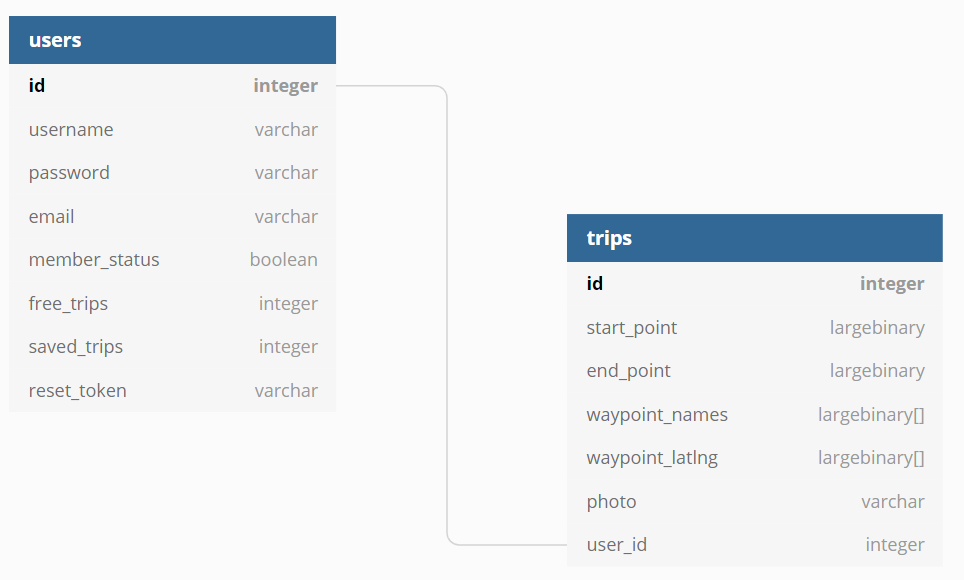 users
id integer
username varchar
password varchar
email varchar
member_status boolean
free_trips integer
saved_trips integer
reset_token varchar
trips
id integer
start_point largebinary
end_point largebinary
waypoint_names largebinary[]
waypoint_latlng largebinary[]
photo varchar
user_id integer